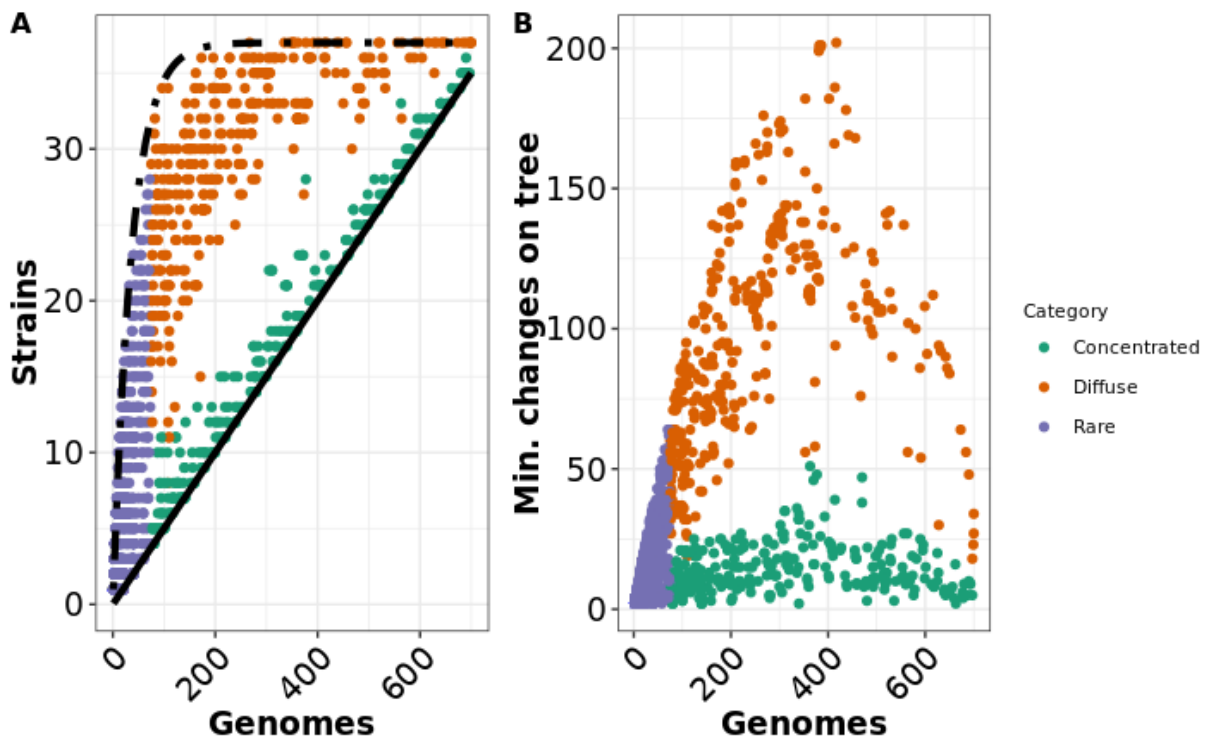 A
B
30
20
10
0
Strains
0
200
400
600
Genomes
200
150
100
50
0
Min. changes on tree
0
200
400
600
Genomes
Category
Concentrated
Diffuse
Rare